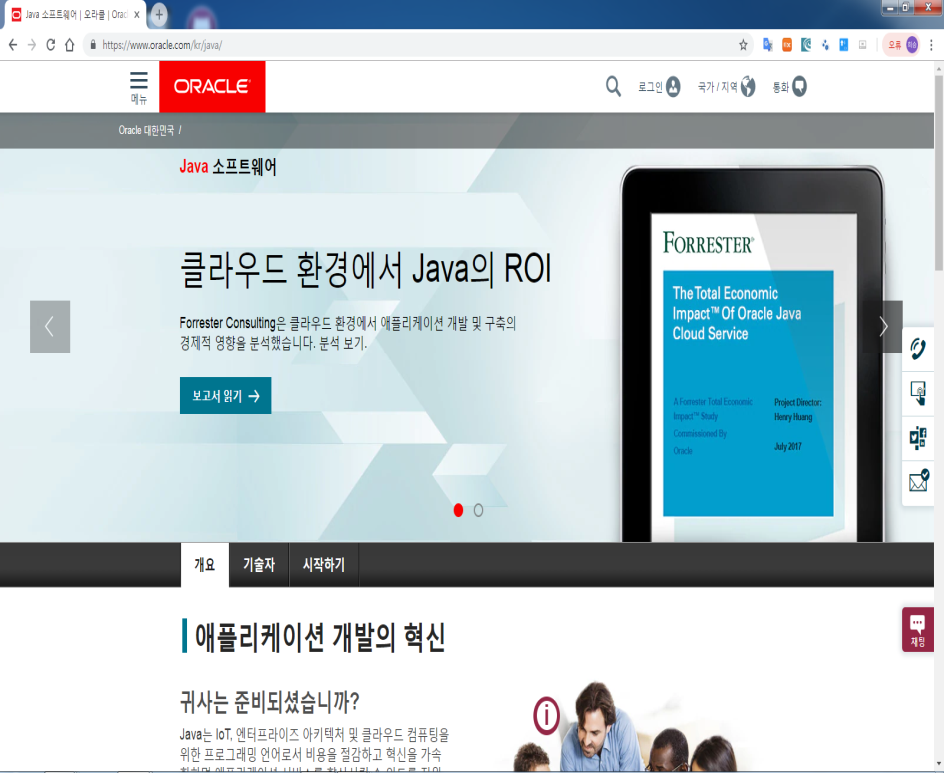 Java 소프트웨어 | 오라클 | Orac
https://www.oracle.com/kr/java/
오류
희승
메뉴
ORACLE
로그인
국가 / 지역
통화
Oracle 대한민국 /
Java 소프트웨어
클라우드 환경에서 Java의 ROI
Forrester Consulting은 클라우드 환경에서 애플리케이션 개발 및 구축의
경제적 영향을 분석했습니다. 분석 보기.
보고서 읽기
FORRESTER®
The Total Economic
Impact™ Of Oracle Java
Cloud Service
A Forrester Total Economic
Impact™ Study
Commissioned By
Oracle
Project Director:
Henry Huang
July 2017
개요
기술자
시작하기
채팅
애플리케이션 개발의 혁신
귀사는 준비되셨습니까?
Java는 IoT, 엔터프라이즈 아키텍처 및 클라우드 컴퓨팅을
위한 프로그래밍 언어로서 비용을 절감하고 혁신을 가속